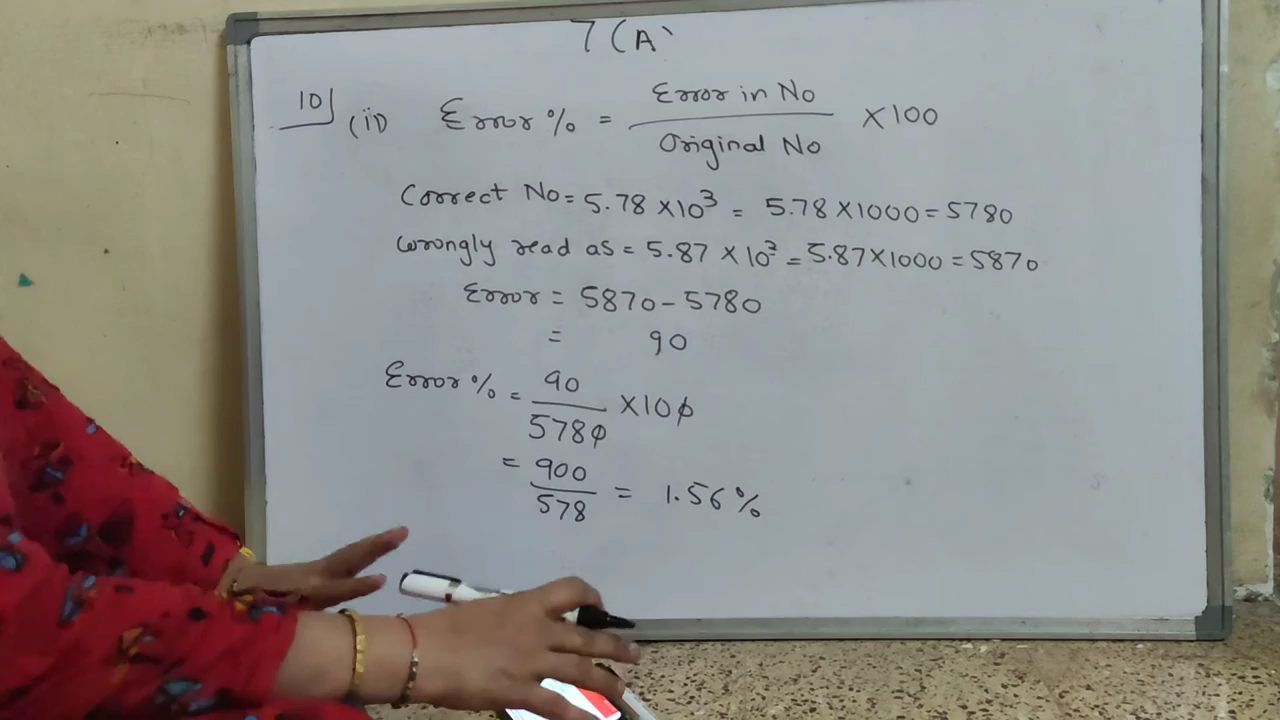 7 (A)
10] (ii) Error % = Error in No / Original No × 100
Correct No = 5.78 × 10³ = 5.78 × 1000 = 5780
Wrongly read as = 5.87 × 10³ = 5.87 × 1000 = 5870
Error = 5870 - 5780
= 90
Error % = 90 / 5780 × 100
= 900 / 578 = 1.56 %